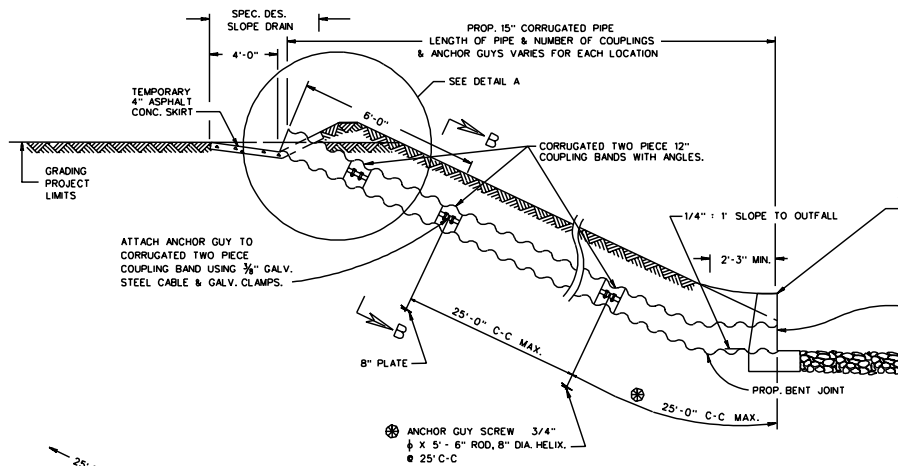 SPEC. DES.
SLOPE DRAIN
4'-0"
PROP. 15" CORRUGATED PIPE
LENGTH OF PIPE & NUMBER OF COUPLINGS
& ANCHOR GUYS VARIES FOR EACH LOCATION
SEE DETAIL A
TEMPORARY
4" ASPHALT
CONC. SKIRT
6'-0"
B
CORRUGATED TWO PIECE 12"
COUPLING BANDS WITH ANGLES.
GRADING
PROJECT
LIMITS
1/4" : 1' SLOPE TO OUTFALL
2'-3" MIN.
ATTACH ANCHOR GUY TO
CORRUGATED TWO PIECE
COUPLING BAND USING ⅜" GALV.
STEEL CABLE & GALV. CLAMPS.
B
8" PLATE
25'-0" C-C MAX.
PROP. BENT JOINT
25'-0" C-C MAX.
ANCHOR GUY SCREW 3/4"
ϕ X 5'- 6" ROD, 8" DIA. HELIX.
@ 25'C-C
25'